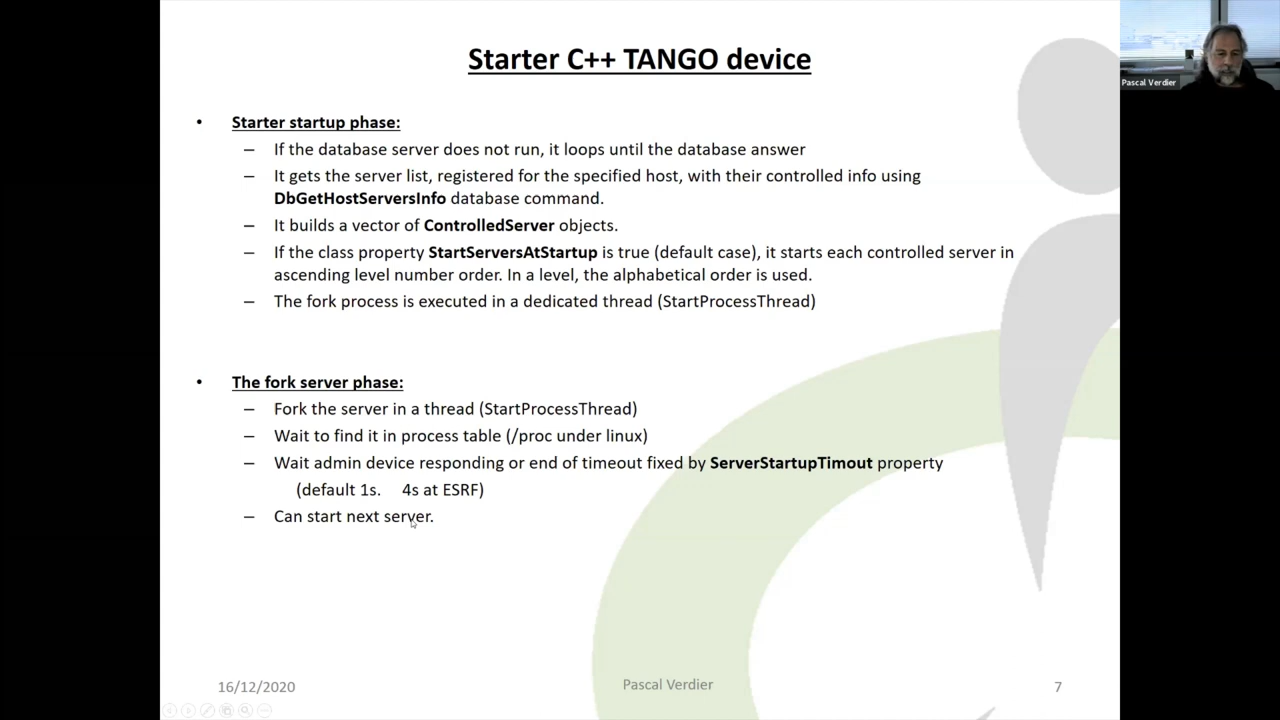 Starter C++ TANGO device
Pascal Verdier
• Starter startup phase:
– If the database server does not run, it loops until the database answer
– It gets the server list, registered for the specified host, with their controlled info using
DbGetHostServersInfo database command.
– It builds a vector of ControlledServer objects.
– If the class property StartServersAtStartup is true (default case), it starts each controlled server in
ascending level number order. In a level, the alphabetical order is used.
– The fork process is executed in a dedicated thread (StartProcessThread)
• The fork server phase:
– Fork the server in a thread (StartProcessThread)
– Wait to find it in process table (/proc under linux)
– Wait admin device responding or end of timeout fixed by ServerStartupTimout property
(default 1s. 4s at ESRF)
– Can start next server.
16/12/2020
Pascal Verdier
7